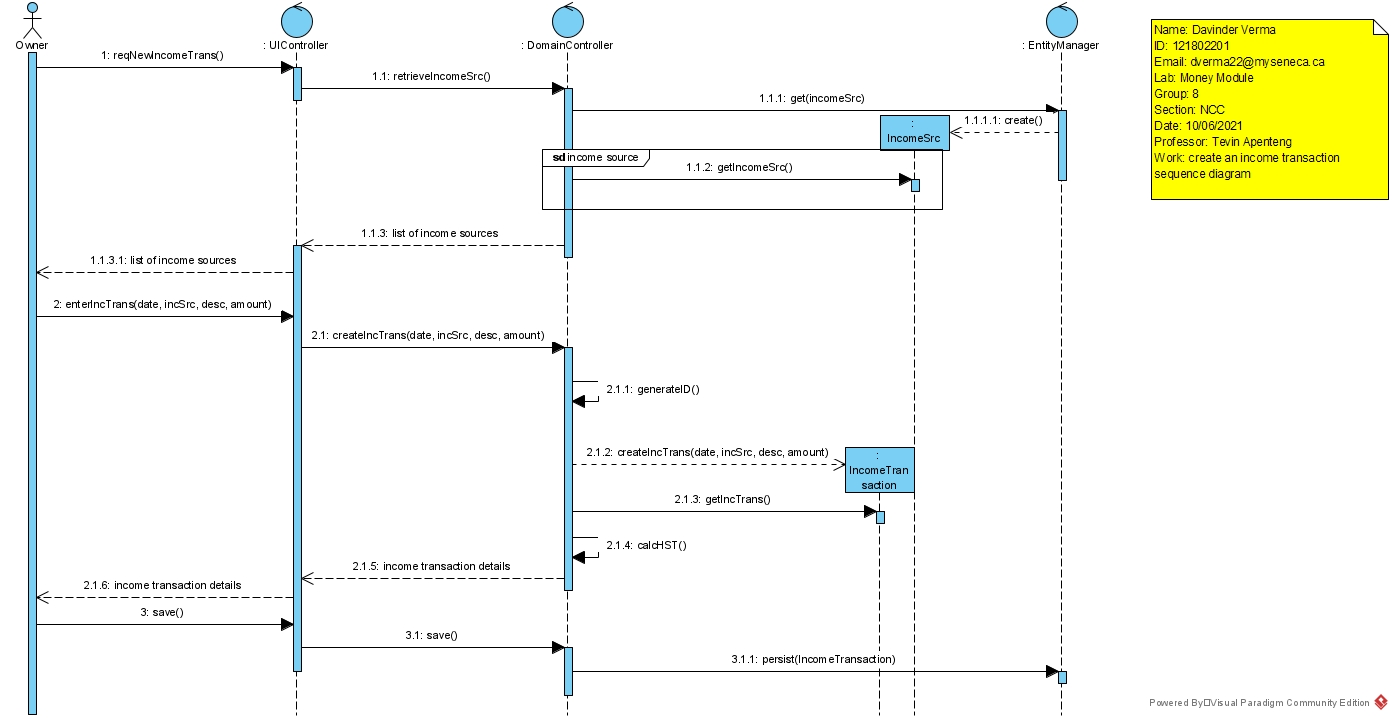 Owner
: UIController
: DomainController
: EntityManager
Name: Davinder Verma
ID: 121802201
Email: dverma22@myseneca.ca
Lab: Money Module
Group: 8
Section: NCC
Date: 10/06/2021
Professor: Tevin Apenteng
Work: create an income transaction
sequence diagram
1: reqNewIncomeTrans()
1.1: retrieveIncomeSrc()
1.1.1: get(incomeSrc)
1.1.1.1: create()
:
IncomeSrc
sd income source
1.1.2: getIncomeSrc()
1.1.3: list of income sources
1.1.3.1: list of income sources
2: enterIncTrans(date, incSrc, desc, amount)
2.1: createIncTrans(date, incSrc, desc, amount)
2.1.1: generateID()
2.1.2: createIncTrans(date, incSrc, desc, amount)
:
IncomeTran
saction
2.1.3: getIncTrans()
2.1.4: calcHST()
2.1.5: income transaction details
2.1.6: income transaction details
3: save()
3.1: save()
3.1.1: persist(IncomeTransaction)
Powered By Visual Paradigm Community Edition